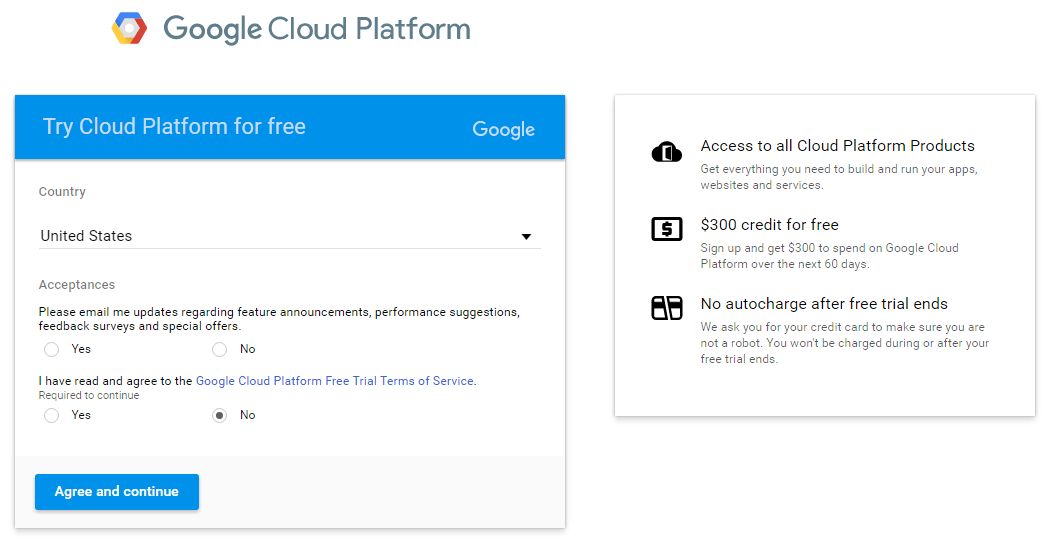 Google Cloud Platform
Try Cloud Platform for free
Google
Country
United States
Acceptances
Please email me updates regarding feature announcements, performance suggestions,
feedback surveys and special offers.
Yes No
I have read and agree to the Google Cloud Platform Free Trial Terms of Service.
Required to continue
Yes No
Agree and continue
Access to all Cloud Platform Products
Get everything you need to build and run your apps,
websites and services.
$300 credit for free
Sign up and get $300 to spend on Google Cloud
Platform over the next 60 days.
No autocharge after free trial ends
We ask you for your credit card to make sure you are
not a robot. You won't be charged during or after your
free trial ends.